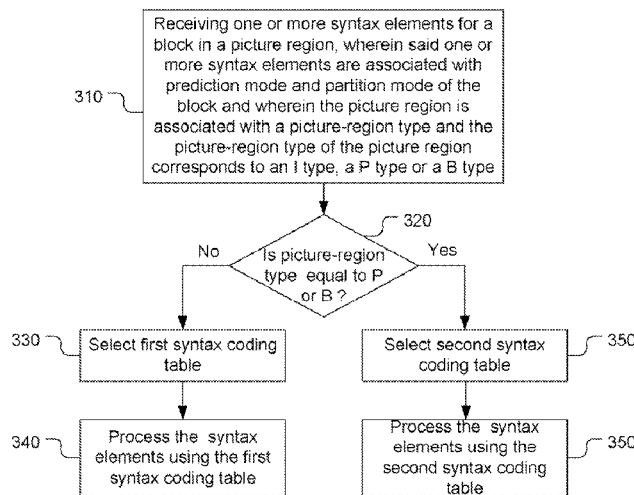 Receiving one or more syntax elements for a
block in a picture region, wherein said one or
more syntax elements are associated with
prediction mode and partition mode of the
block and wherein the picture region is
associated with a picture-region type and the
picture-region type of the picture region
corresponds to an I type, a P type or a B type
310
320
No
Yes
Is picture-region
type equal to P
or B ?
330
Select first syntax coding
table
Select second syntax
coding table
350
340
Process the syntax
elements using the first
syntax coding table
Process the syntax
elements using the
second syntax coding table
350